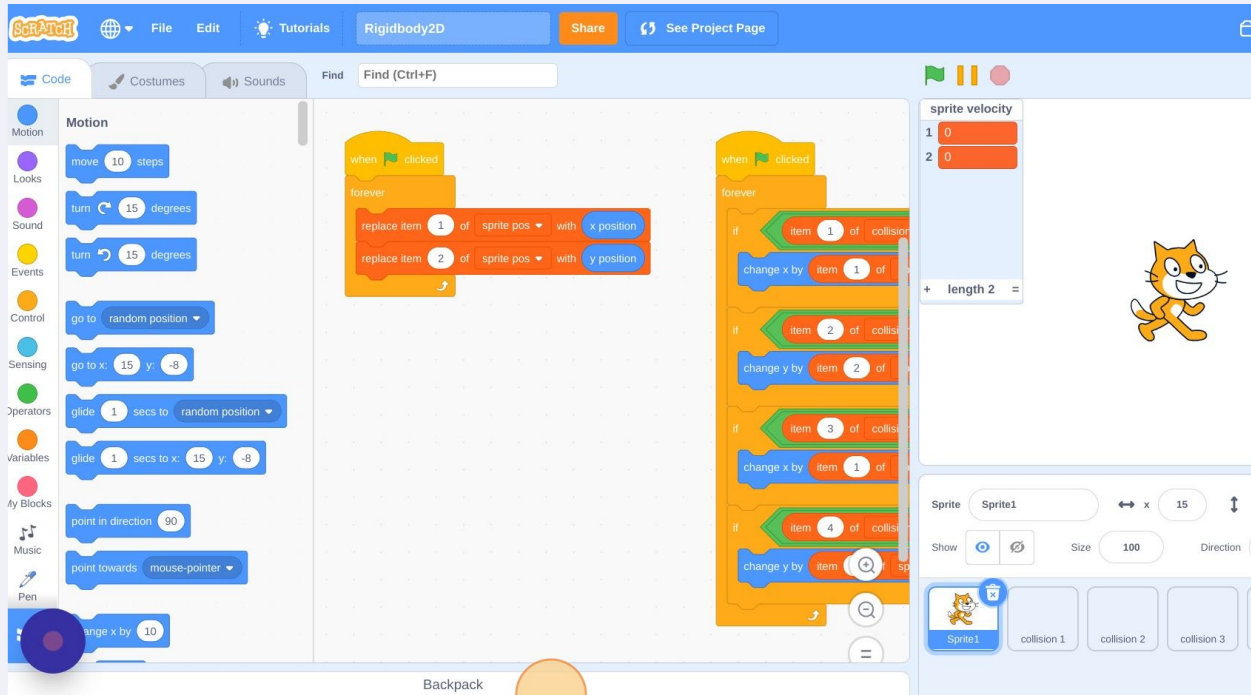 SCRATCH File Edit Tutorials Rigidbody2D Share See Project Page
Code Costumes Sounds Find Find (Ctrl+F)
Motion
Looks
Sound
Events
Control
Sensing
Operators
Variables
My Blocks
Music
Pen
Motion
move 10 steps
turn 15 degrees
turn 15 degrees
go to random position
go to x: 15 y: -8
glide 1 secs to random position
glide 1 secs to x: 15 y: -8
point in direction 90
point towards mouse-pointer
change x by 10
when clicked
forever
replace item 1 of sprite pos with x position
replace item 2 of sprite pos with y position
when clicked
forever
if item 1 of collision
change x by item 1 of
if item 2 of
change y by item 2 of
if item 3 of
change x by item 1 of
if item 4 of
change y by item
sprite velocity
1 0
2 0
+ length 2 =
Sprite Sprite1 x 15
Show Size 100 Direction
Sprite1 collision 1 collision 2 collision 3
Backpack